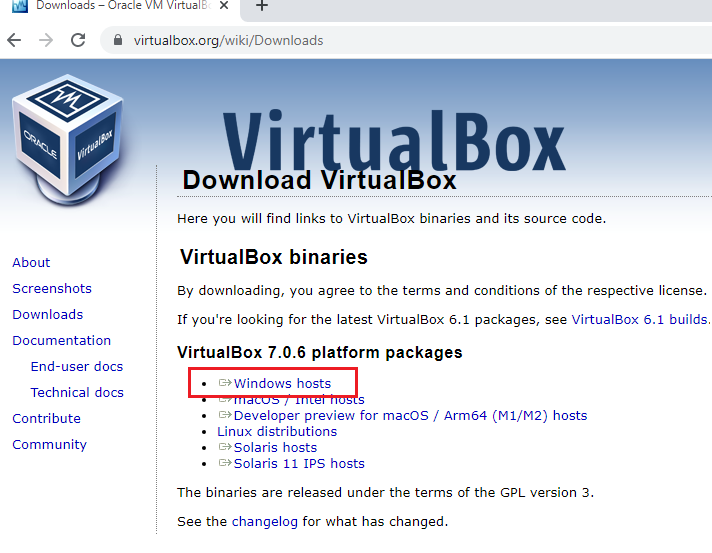 Downloads – Oracle VM VirtualB
virtualbox.org/wiki/Downloads
ORACLE
VirtualBox
VirtualBox
Download VirtualBox
Here you will find links to VirtualBox binaries and its source code.
VirtualBox binaries
By downloading, you agree to the terms and conditions of the respective license.
If you're looking for the latest VirtualBox 6.1 packages, see VirtualBox 6.1 builds.
VirtualBox 7.0.6 platform packages
Windows hosts
macOS / Intel hosts
Developer preview for macOS / Arm64 (M1/M2) hosts
Linux distributions
Solaris hosts
Solaris 11 IPS hosts
The binaries are released under the terms of the GPL version 3.
See the changelog for what has changed.
About
Screenshots
Downloads
Documentation
End-user docs
Technical docs
Contribute
Community